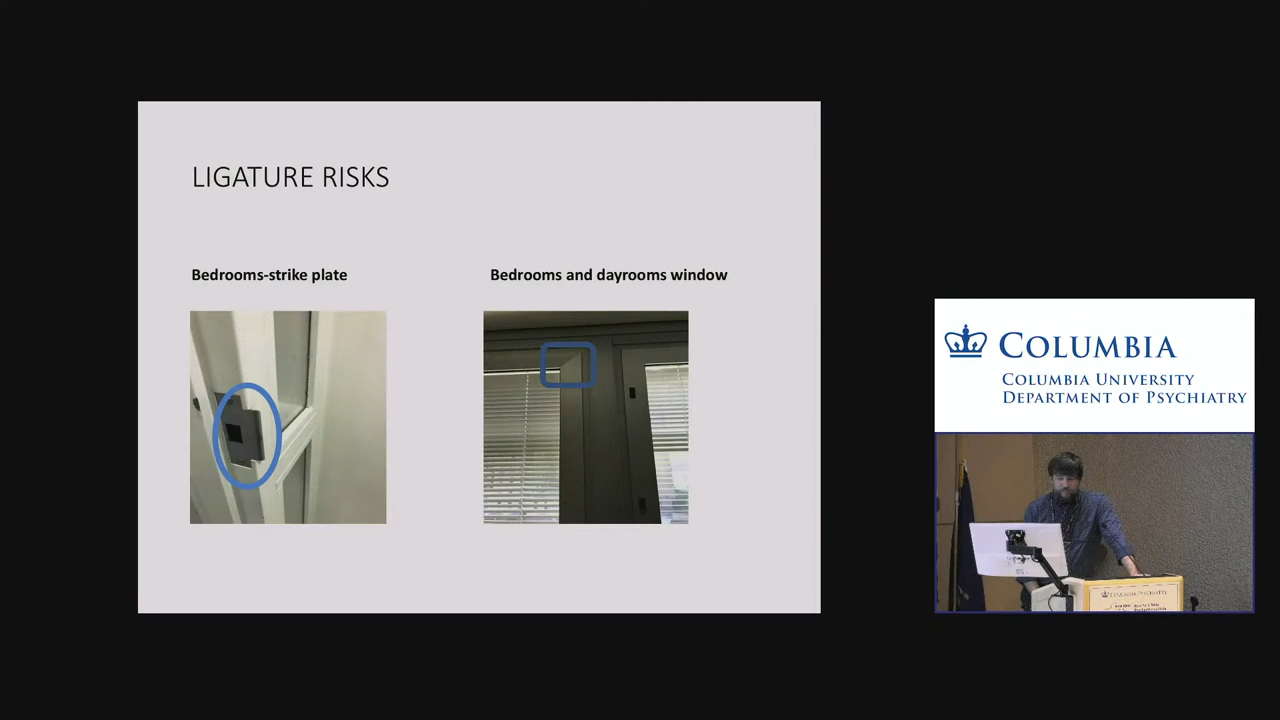 LIGATURE RISKS
Bedrooms-strike plate
Bedrooms and dayrooms window
COLUMBIA
COLUMBIA UNIVERSITY
DEPARTMENT OF PSYCHIATRY